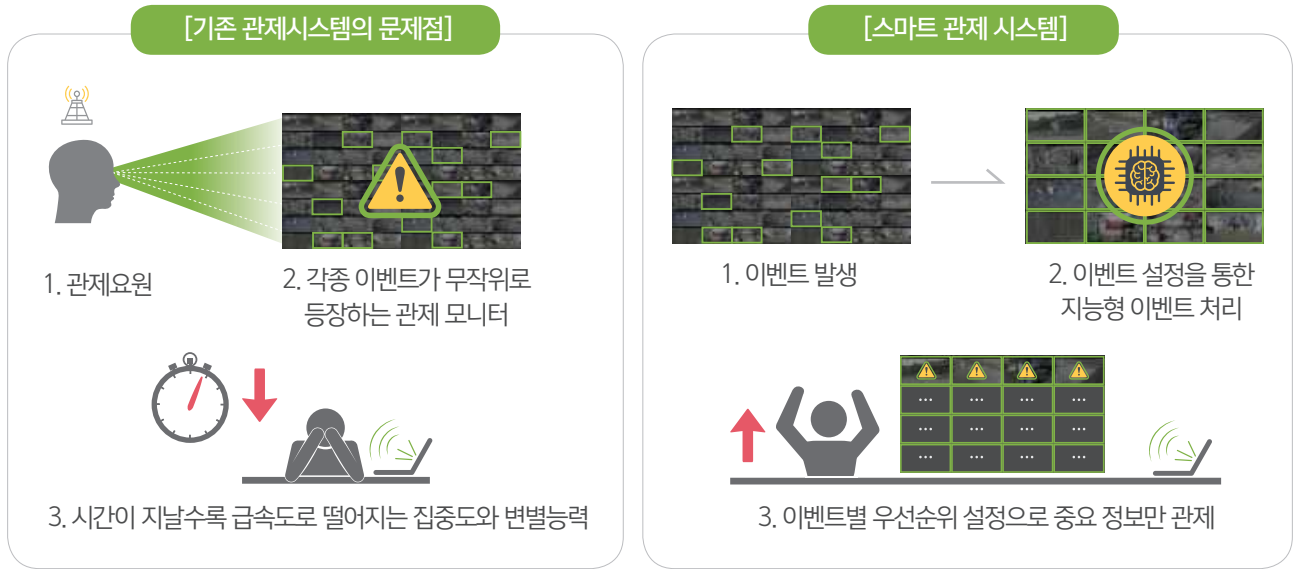 [기존 관제시스템의 문제점]
1. 관제요원
2. 각종 이벤트가 무작위로
등장하는 관제 모니터
3. 시간이 지날수록 급속도로 떨어지는 집중도와 변별능력
[스마트 관제 시스템]
1. 이벤트 발생
2. 이벤트 설정을 통한
지능형 이벤트 처리
3. 이벤트별 우선순위 설정으로 중요 정보만 관제